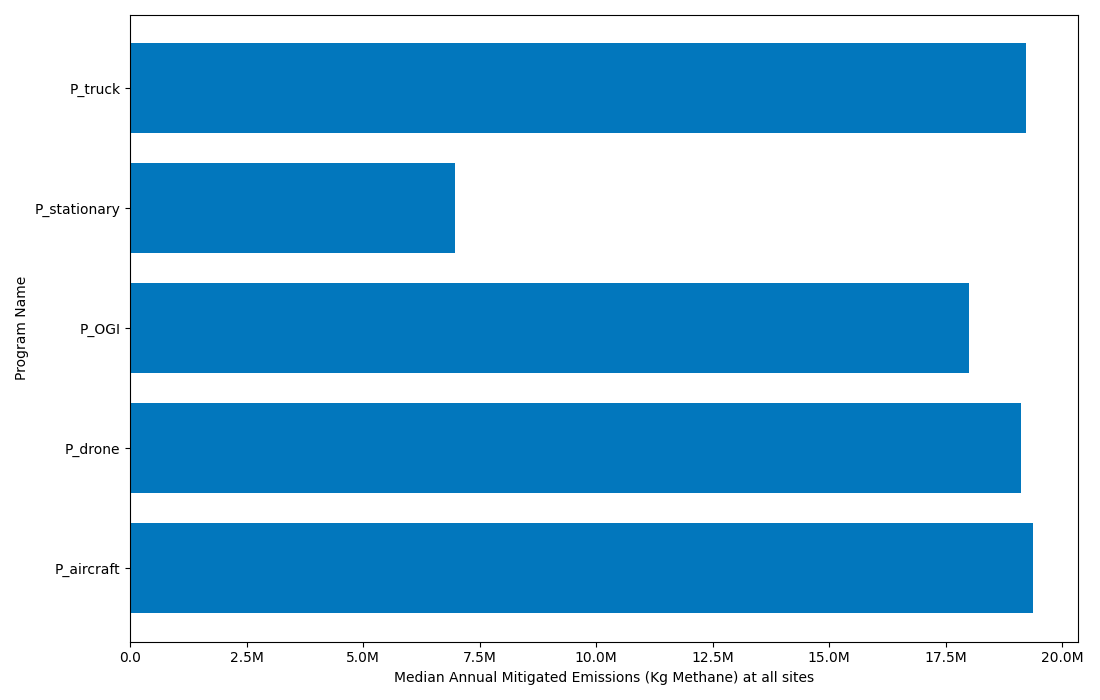 P_truck
P_stationary
P_OGI
P_drone
P_aircraft
Program Name
0.0 2.5M 5.0M 7.5M 10.0M 12.5M 15.0M 17.5M 20.0M
Median Annual Mitigated Emissions (Kg Methane) at all sites